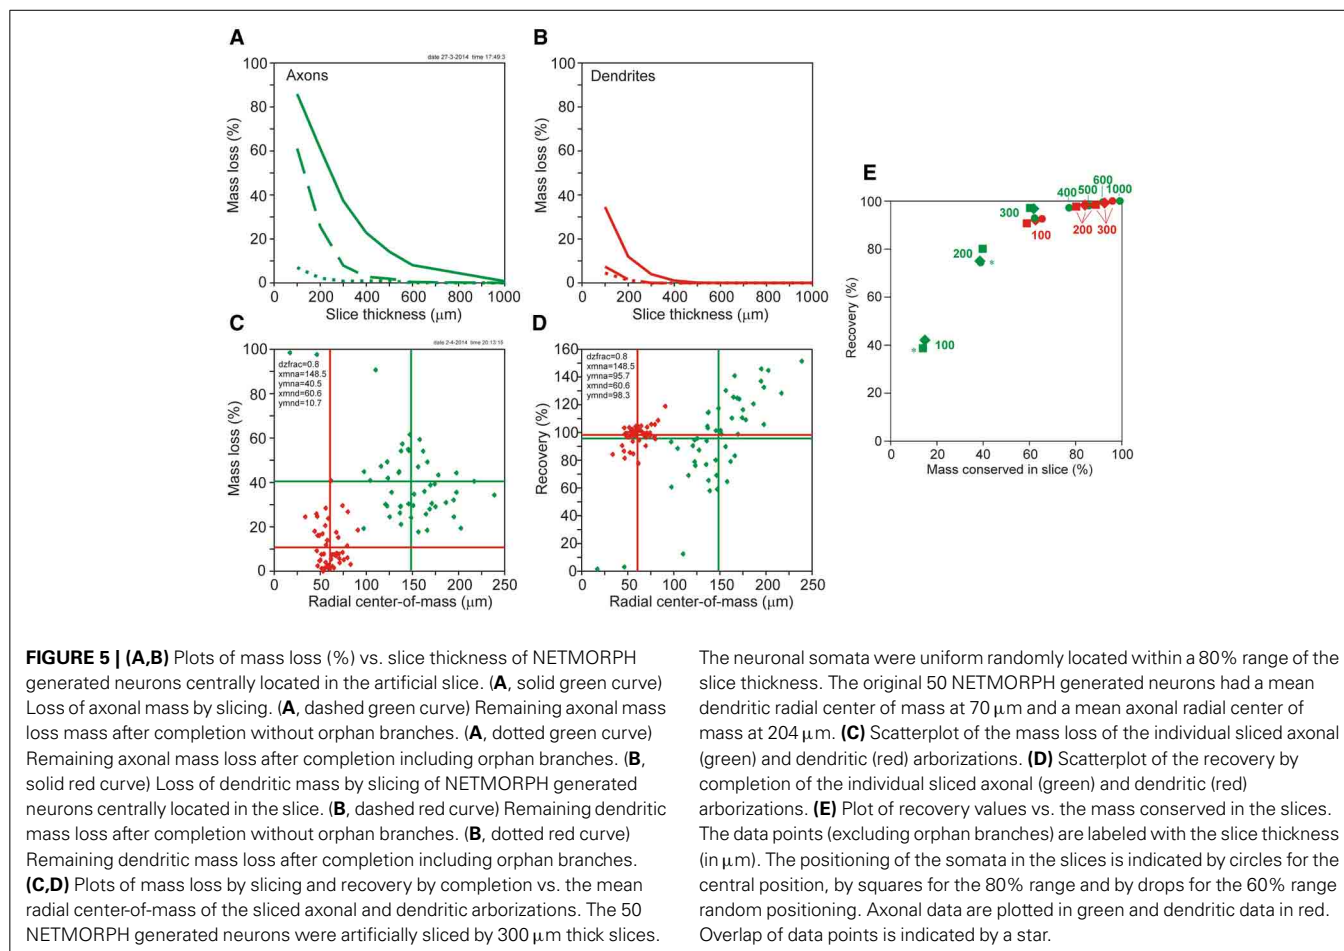 A
date 27-3-2014 time 17:49:3
Axons
Mass loss (%)
100
80
60
40
20
0
200
400
600
800
1000
Slice thickness (μm)
B
Dendrites
Mass loss (%)
100
80
60
40
20
0
200
400
600
800
1000
Slice thickness (μm)
C
date 2-4-2014 time 20:13:15
dzfrac=0.8
xmna=148.5
ymna=40.5
xmnd=60.6
ymnd=10.7
Mass loss (%)
100
80
60
40
20
0
0
50
100
150
200
250
Radial center-of-mass (μm)
D
dzfrac=0.8
xmna=148.5
ymna=95.7
xmnd=60.6
ymnd=98.3
Recovery (%)
160
140
120
100
80
60
40
20
0
0
50
100
150
200
250
Radial center-of-mass (μm)
E
Recovery (%)
100
80
60
40
0
20
40
60
80
100
Mass conserved in slice (%)
600
400 500 1000
300
100
200 300
200
*
* 100
FIGURE 5 | (A,B) Plots of mass loss (%) vs. slice thickness of NETMORPH
generated neurons centrally located in the artificial slice. (A, solid green curve)
Loss of axonal mass by slicing. (A, dashed green curve) Remaining axonal mass
loss mass after completion without orphan branches. (A, dotted green curve)
Remaining axonal mass loss after completion including orphan branches. (B,
solid red curve) Loss of dendritic mass by slicing of NETMORPH generated
neurons centrally located in the slice. (B, dashed red curve) Remaining dendritic
mass loss after completion without orphan branches. (B, dotted red curve)
Remaining dendritic mass loss after completion including orphan branches.
(C,D) Plots of mass loss by slicing and recovery by completion vs. the mean
radial center-of-mass of the sliced axonal and dendritic arborizations. The 50
NETMORPH generated neurons were artificially sliced by 300 μm thick slices.
The neuronal somata were uniform randomly located within a 80% range of the
slice thickness. The original 50 NETMORPH generated neurons had a mean
dendritic radial center of mass at 70 μm and a mean axonal radial center of
mass at 204 μm. (C) Scatterplot of the mass loss of the individual sliced axonal
(green) and dendritic (red) arborizations. (D) Scatterplot of the recovery by
completion of the individual sliced axonal (green) and dendritic (red)
arborizations. (E) Plot of recovery values vs. the mass conserved in the slices.
The data points (excluding orphan branches) are labeled with the slice thickness
(in μm). The positioning of the somata in the slices is indicated by circles for the
central position, by squares for the 80% range and by drops for the 60% range
random positioning. Axonal data are plotted in green and dendritic data in red.
Overlap of data points is indicated by a star.